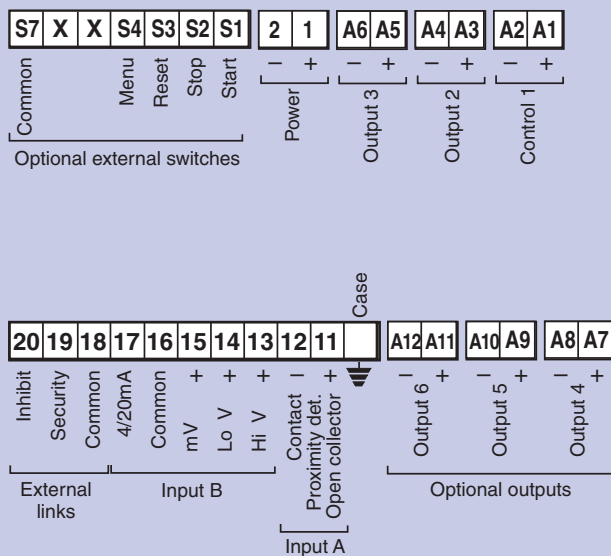 S7 X X S4 S3 S2 S1 2 1 A6 A5 A4 A3 A2 A1
− + − + − + − +
Common Menu Reset Stop Start Power Output 3 Output 2 Control 1
Optional external switches
Case
20 19 18 17 16 15 14 13 12 11 A12 A11 A10 A9 A8 A7
+ + + − + − + − + − +
Inhibit Security Common 4/20mA Common mV Lo V Hi V Contact Proximity det. Open collector Output 6 Output 5 Output 4
External links
Input B
Optional outputs
Input A